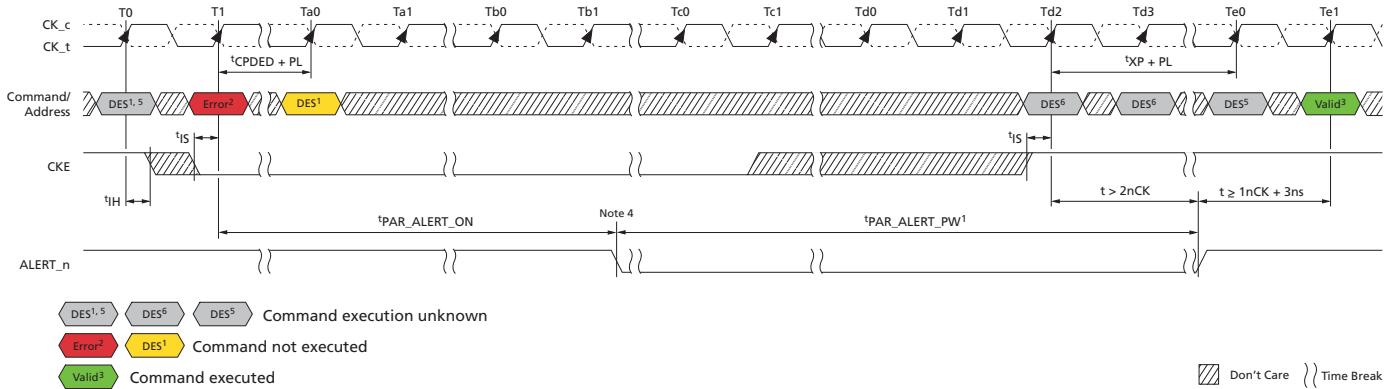 T0 T1 Ta0 Ta1 Tb0 Tb1 Tc0 Tc1 Td0 Td1 Td2 Td3 Te0 Te1
CK_c
CK_t
tCPDED + PL
tXP + PL
Command/
Address
DES1, 5
Error2
DES1
DES6
DES6
DES5
Valid3
tIS
tIS
CKE
tIH
t > 2nCK
t ≥ 1nCK + 3ns
tPAR_ALERT_ON
Note 4
tPAR_ALERT_PW1
ALERT_n
DES1, 5 DES6 DES5 Command execution unknown
Error2 DES1 Command not executed
Valid3 Command executed
Don't Care Time Break